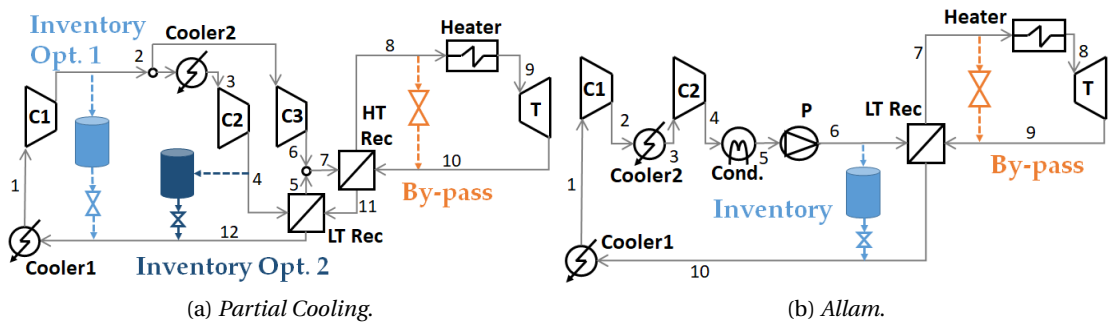 Inventory
Opt. 1
Cooler2
2
3
C1
C2
C3
1
4
5
6
7
8
Heater
9
T
HT
Rec
10
By-pass
11
LT Rec
12
Cooler1
Inventory Opt. 2
(a) Partial Cooling.
Heater
7
8
C1
C2
T
LT Rec
P
2
3
4
5
6
9
Cooler2
Cond.
By-pass
1
Inventory
Cooler1
10
(b) Allam.